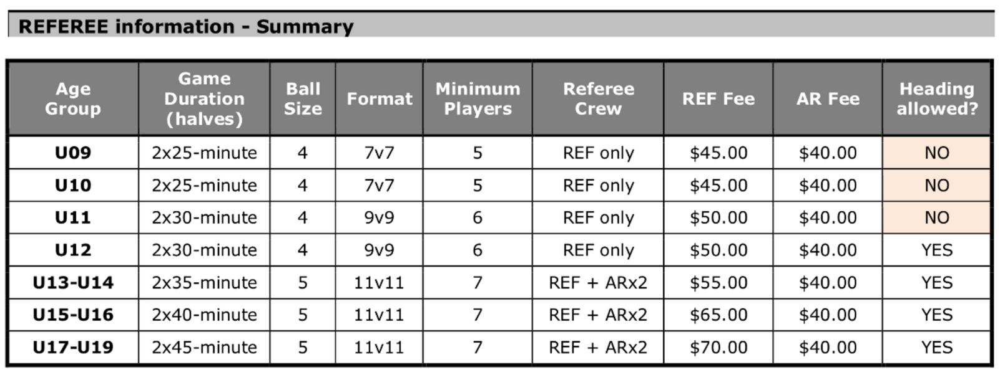 REFEREE information - Summary
Age Group | Game Duration (halves) | Ball Size | Format | Minimum Players | Referee Crew | REF Fee | AR Fee | Heading allowed?
U09 | 2x25-minute | 4 | 7v7 | 5 | REF only | $45.00 | $40.00 | NO
U10 | 2x25-minute | 4 | 7v7 | 5 | REF only | $45.00 | $40.00 | NO
U11 | 2x30-minute | 4 | 9v9 | 6 | REF only | $50.00 | $40.00 | NO
U12 | 2x30-minute | 4 | 9v9 | 6 | REF only | $50.00 | $40.00 | YES
U13-U14 | 2x35-minute | 5 | 11v11 | 7 | REF + ARx2 | $55.00 | $40.00 | YES
U15-U16 | 2x40-minute | 5 | 11v11 | 7 | REF + ARx2 | $65.00 | $40.00 | YES
U17-U19 | 2x45-minute | 5 | 11v11 | 7 | REF + ARx2 | $70.00 | $40.00 | YES